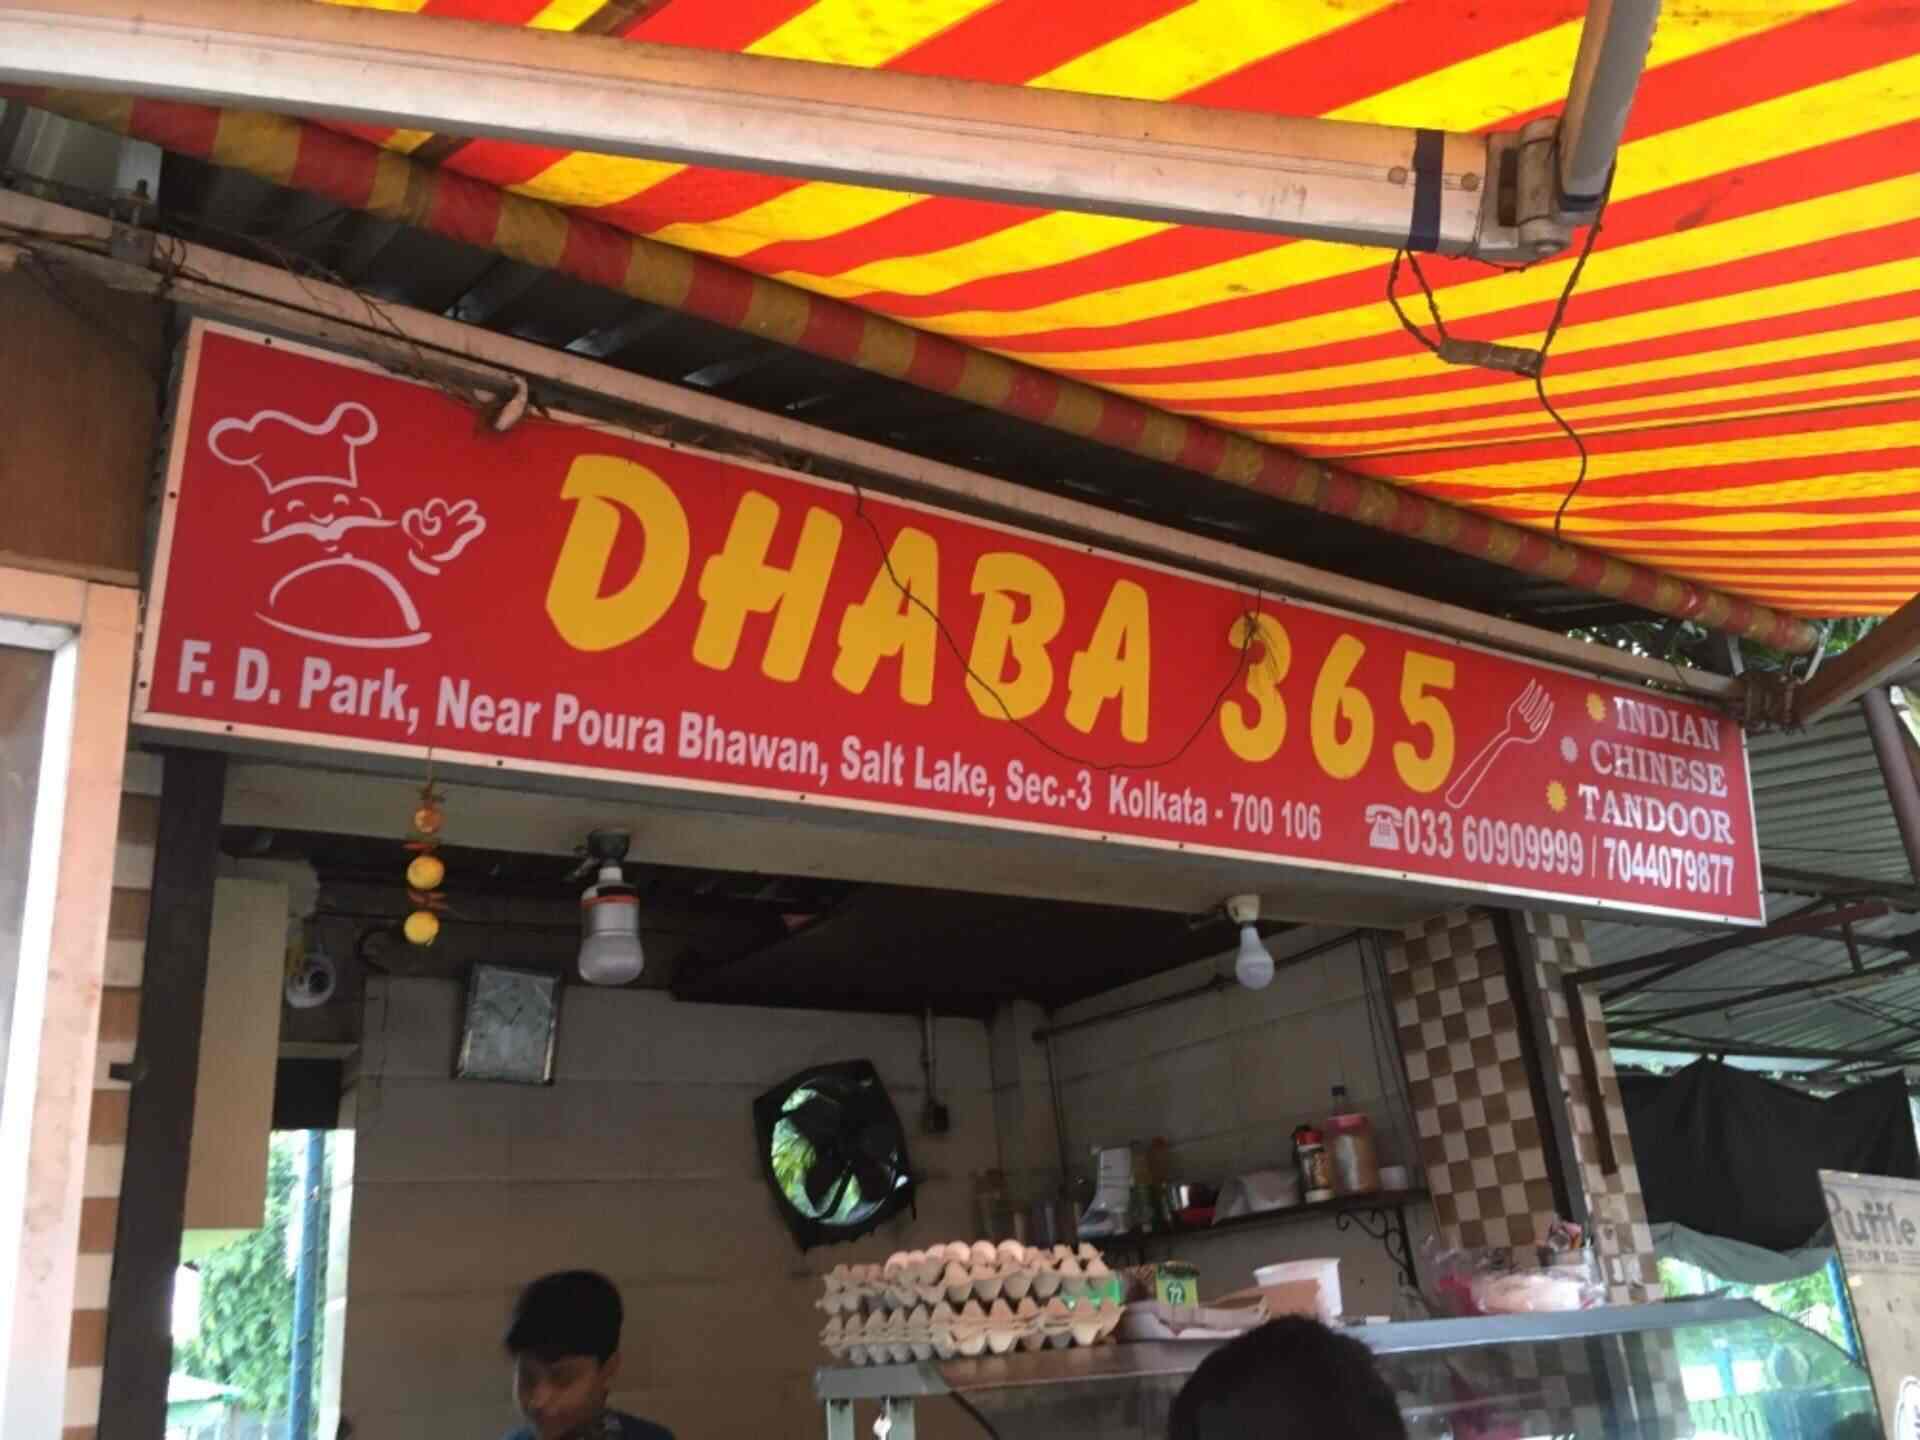 DHABA 365
F. D. Park, Near Poura Bhawan, Salt Lake, Sec.-3 Kolkata - 700 106
INDIAN
CHINESE
TANDOOR
033 60909999 / 7044079877
72